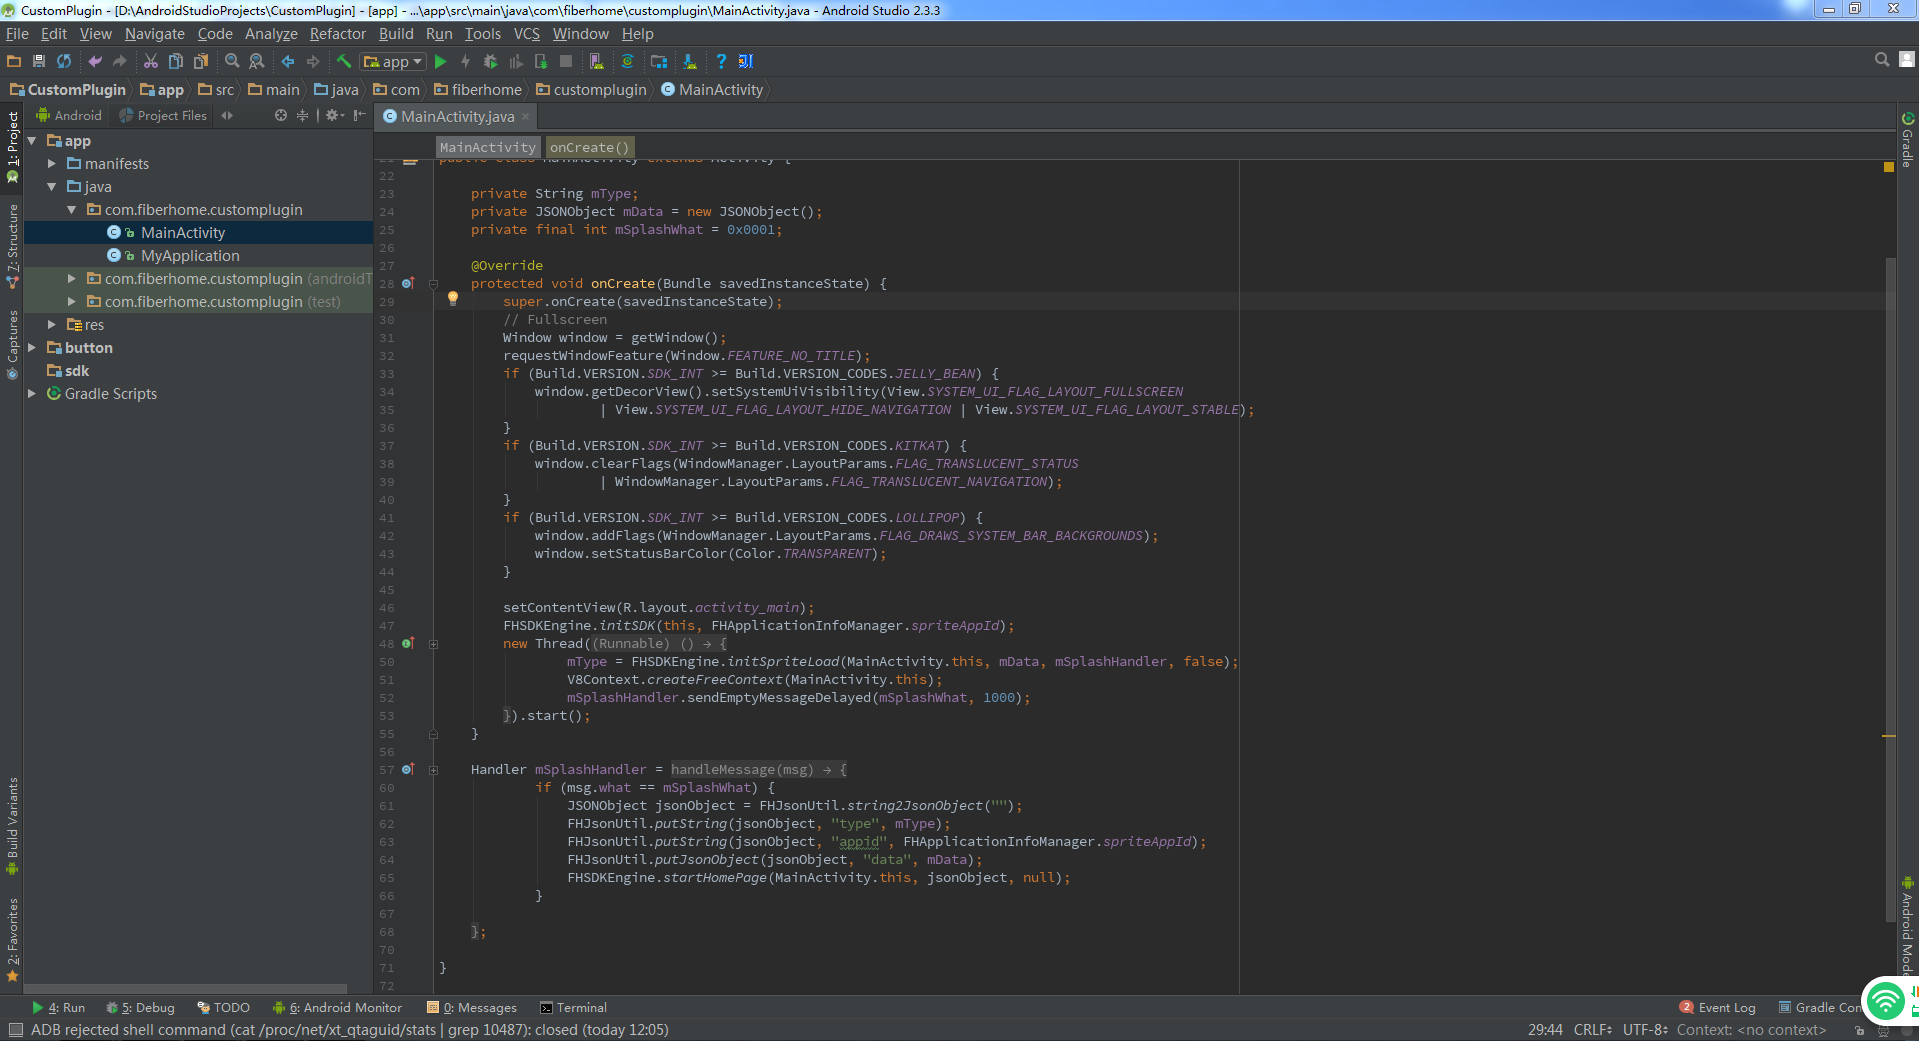 CustomPlugin - [D:\AndroidStudioProjects\CustomPlugin] - [app] - ...\app\src\main\java\com\fiberhome\customplugin\MainActivity.java - Android Studio 2.3.3
File Edit View Navigate Code Analyze Refactor Build Run Tools VCS Window Help
app
CustomPlugin app src main java com fiberhome customplugin MainActivity
Android Project Files
MainActivity.java
MainActivity onCreate()
1: Project
7: Structure
Captures
Build Variants
2: Favorites
app
manifests
java
com.fiberhome.customplugin
MainActivity
MyApplication
com.fiberhome.customplugin (androidT
com.fiberhome.customplugin (test)
res
button
sdk
Gradle Scripts
21 public class MainActivity extends Activity {
22
23 private String mType;
24 private JSONObject mData = new JSONObject();
25 private final int mSplashWhat = 0x0001;
26
27 @Override
28 protected void onCreate(Bundle savedInstanceState) {
29 super.onCreate(savedInstanceState);
30 // Fullscreen
31 Window window = getWindow();
32 requestWindowFeature(Window.FEATURE_NO_TITLE);
33 if (Build.VERSION.SDK_INT >= Build.VERSION_CODES.JELLY_BEAN) {
34 window.getDecorView().setSystemUiVisibility(View.SYSTEM_UI_FLAG_LAYOUT_FULLSCREEN
35 | View.SYSTEM_UI_FLAG_LAYOUT_HIDE_NAVIGATION | View.SYSTEM_UI_FLAG_LAYOUT_STABLE);
36 }
37 if (Build.VERSION.SDK_INT >= Build.VERSION_CODES.KITKAT) {
38 window.clearFlags(WindowManager.LayoutParams.FLAG_TRANSLUCENT_STATUS
39 | WindowManager.LayoutParams.FLAG_TRANSLUCENT_NAVIGATION);
40 }
41 if (Build.VERSION.SDK_INT >= Build.VERSION_CODES.LOLLIPOP) {
42 window.addFlags(WindowManager.LayoutParams.FLAG_DRAWS_SYSTEM_BAR_BACKGROUNDS);
43 window.setStatusBarColor(Color.TRANSPARENT);
44 }
45
46 setContentView(R.layout.activity_main);
47 FHSDKEngine.initSDK(this, FHApplicationInfoManager.spriteAppId);
48 new Thread((Runnable) () → {
50 mType = FHSDKEngine.initSpriteLoad(MainActivity.this, mData, mSplashHandler, false);
51 V8Context.createFreeContext(MainActivity.this);
52 mSplashHandler.sendEmptyMessageDelayed(mSplashWhat, 1000);
53 }).start();
55 }
56
57 Handler mSplashHandler = handleMessage(msg) → {
60 if (msg.what == mSplashWhat) {
61 JSONObject jsonObject = FHJsonUtil.string2JsonObject("");
62 FHJsonUtil.putString(jsonObject, "type", mType);
63 FHJsonUtil.putString(jsonObject, "appid", FHApplicationInfoManager.spriteAppId);
64 FHJsonUtil.putJsonObject(jsonObject, "data", mData);
65 FHSDKEngine.startHomePage(MainActivity.this, jsonObject, null);
66 }
67
68 };
70
71 }
72
Gradle
Android Mode
4: Run 5: Debug TODO 6: Android Monitor 0: Messages Terminal 2 Event Log Gradle Con
ADB rejected shell command (cat /proc/net/xt_qtaguid/stats | grep 10487): closed (today 12:05) 29:44 CRLF UTF-8 Context: <no context>